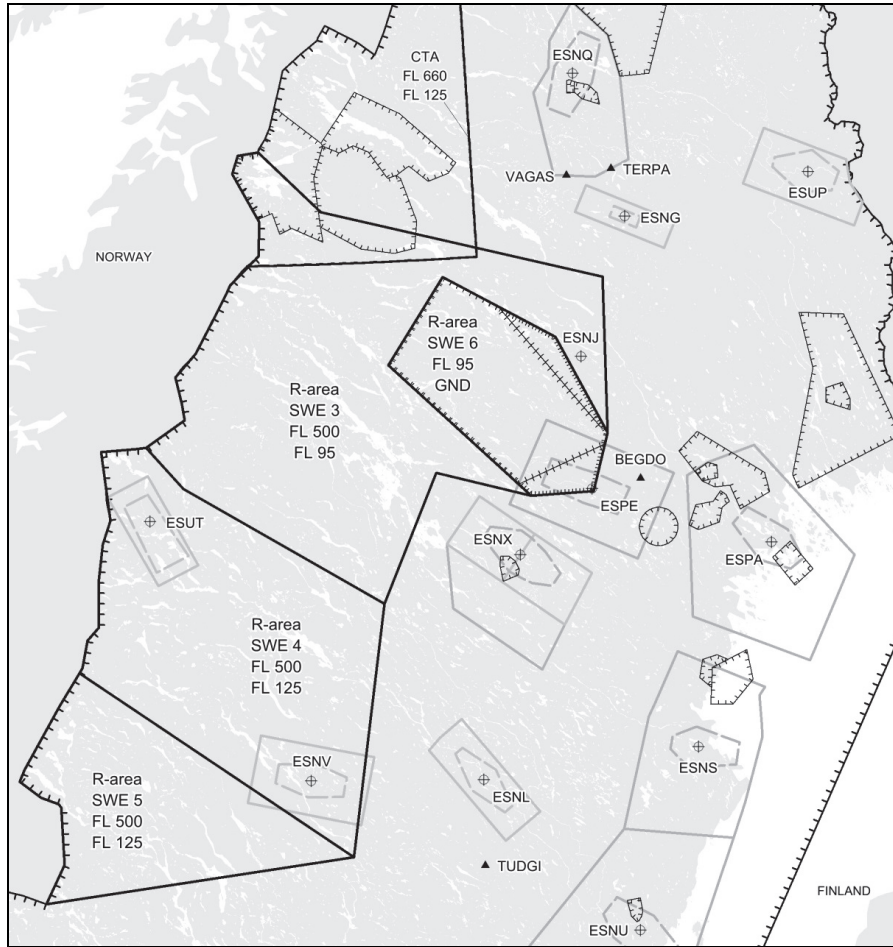 CTA
FL 660
FL 125
ESNQ
VAGAS
TERPA
ESUP
ESNG
NORWAY
R-area
SWE 6
FL 95
GND
ESNJ
R-area
SWE 3
FL 500
FL 95
BEGDO
ESPE
ESUT
ESNX
ESPA
R-area
SWE 4
FL 500
FL 125
ESNV
ESNS
R-area
SWE 5
FL 500
FL 125
ESNL
TUDGI
FINLAND
ESNU